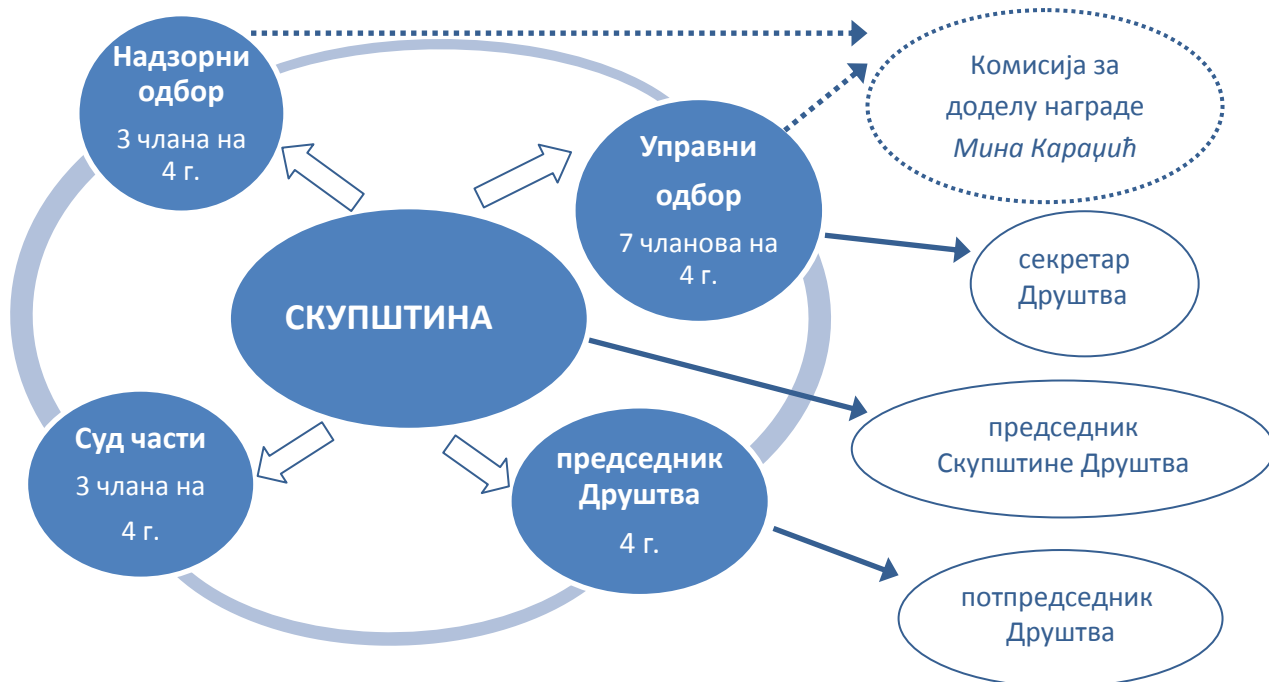 Надзорни
одбор
3 члана на
4 г.
Управни
одбор
7 чланова на
4 г.
Комисија за
доделу награде
Мина Караџић
секретар
Друштва
СКУПШТИНА
председник
Скупштине Друштва
Суд части
3 члана на
4 г.
председник
Друштва
4 г.
потпредседник
Друштва